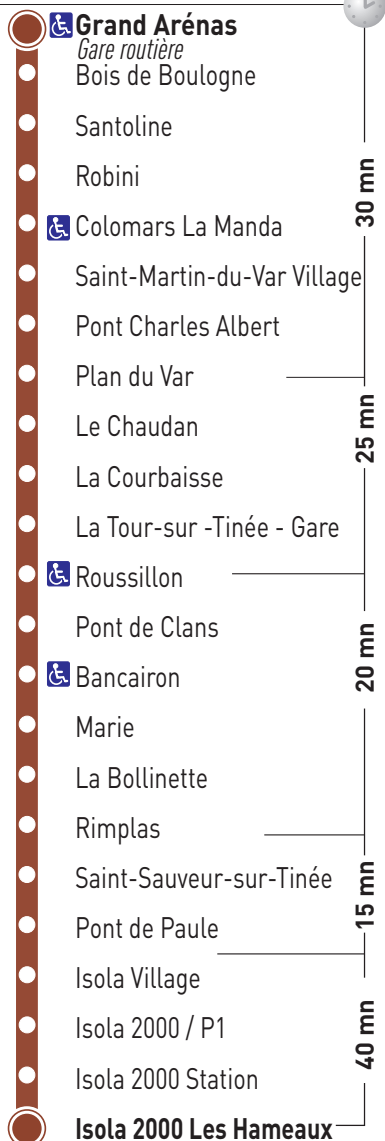 Grand Arénas
Gare routière
Bois de Boulogne
Santoline
Robini
Colomars La Manda
Saint-Martin-du-Var Village
Pont Charles Albert
Plan du Var
Le Chaudan
La Courbaisse
La Tour-sur -Tinée - Gare
Roussillon
Pont de Clans
Bancairon
Marie
La Bollinette
Rimplas
Saint-Sauveur-sur-Tinée
Pont de Paule
Isola Village
Isola 2000 / P1
Isola 2000 Station
Isola 2000 Les Hameaux
30 mn
25 mn
20 mn
15 mn
40 mn